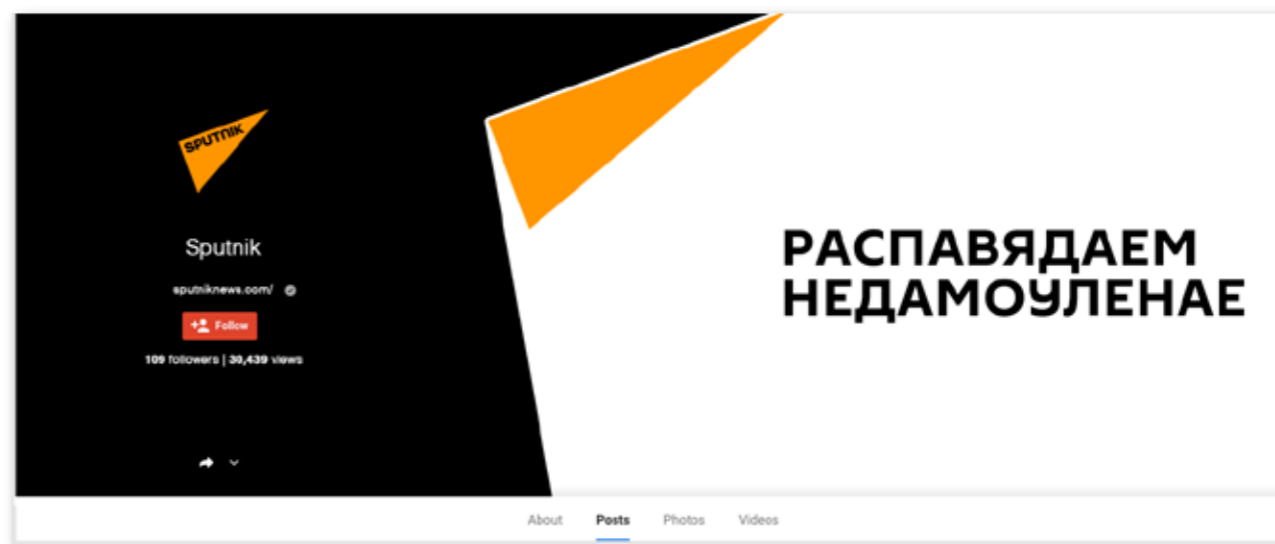 SPUTNIK
Sputnik
sputniknews.com/
Follow
109 followers | 30,439 views
РАСПАВЯДАЕМ
НЕДАМОЎЛЕНАЕ
About Posts Photos Videos